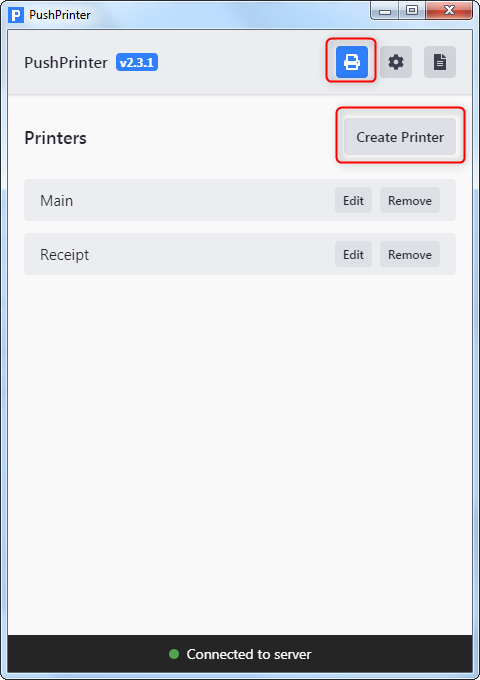 P PushPrinter
PushPrinter v2.3.1
Printers Create Printer
Main Edit Remove
Receipt Edit Remove
Connected to server